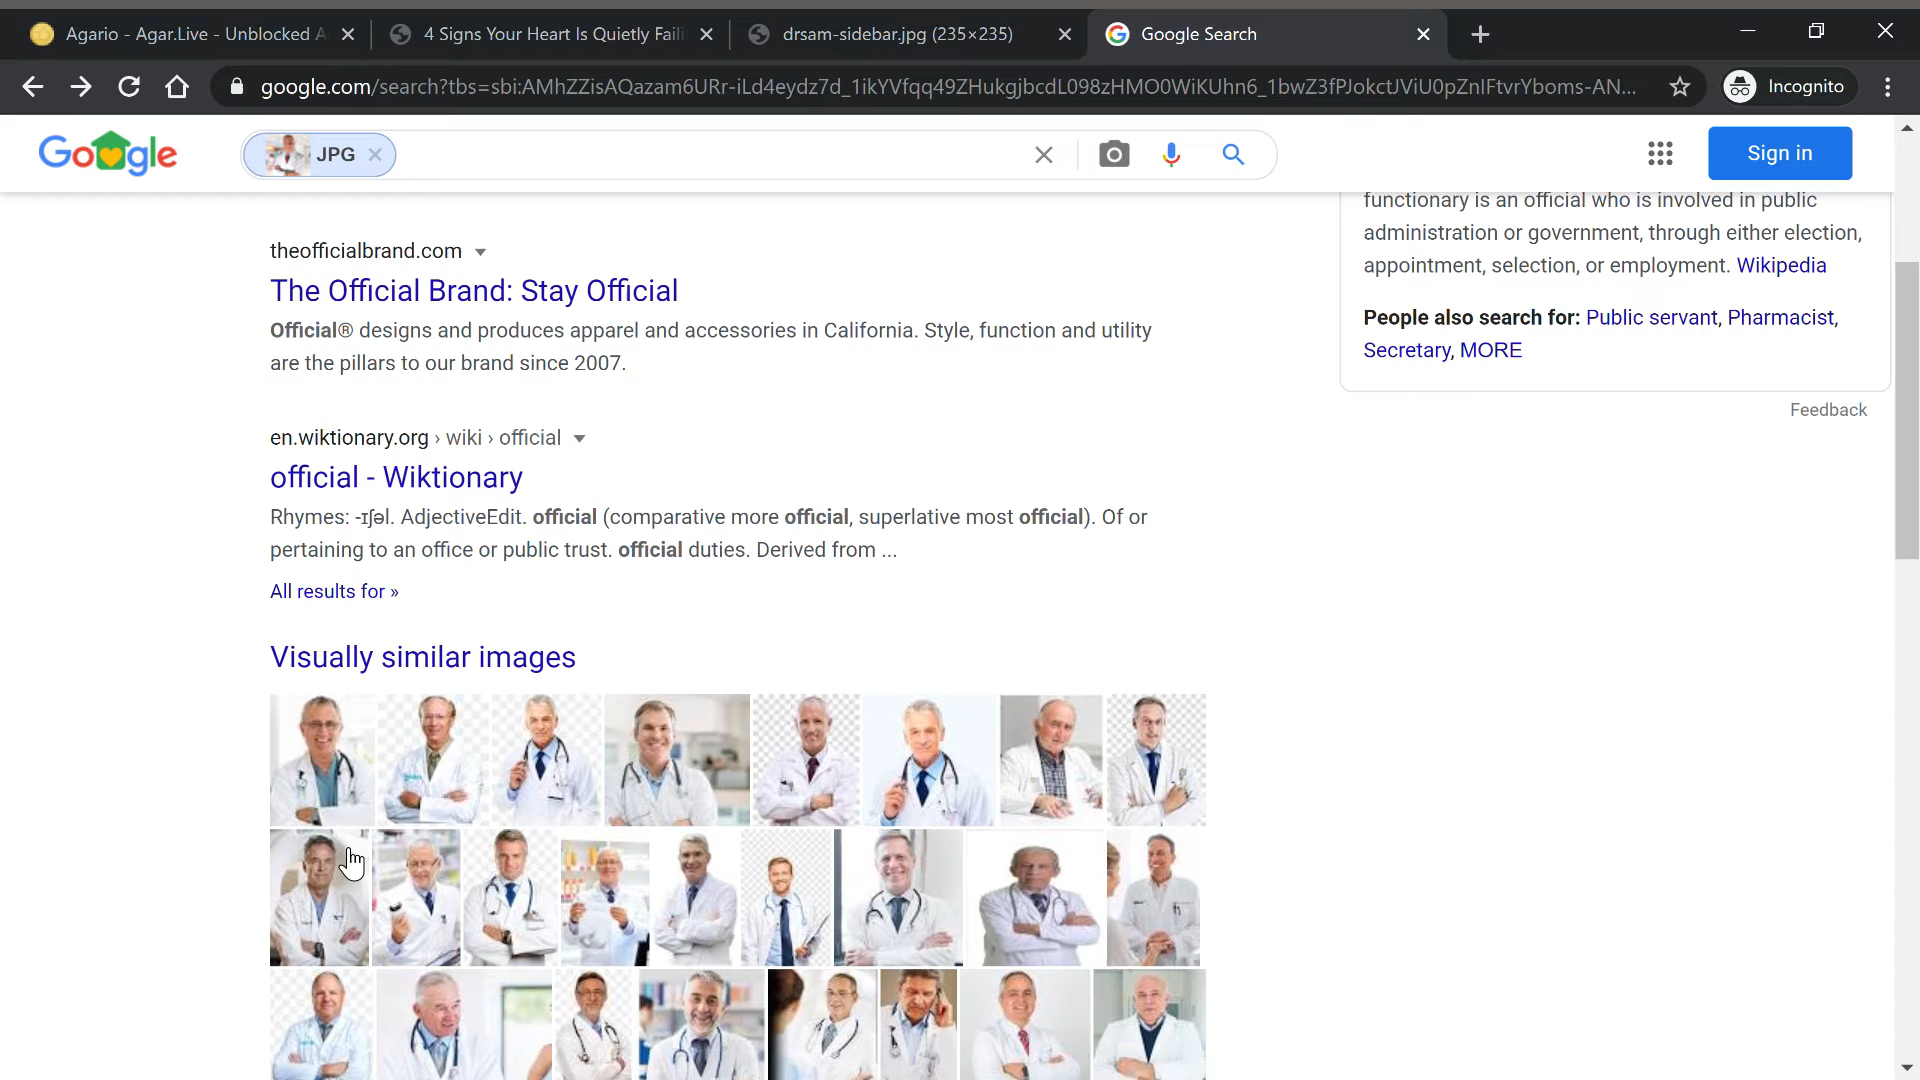 Agario - Agar.Live - Unblocked A
4 Signs Your Heart Is Quietly Faili
drsam-sidebar.jpg (235×235)
Google Search
google.com/search?tbs=sbi:AMhZZisAQazam6URr-iLd4eydz7d_1ikYVfqq49ZHukgjbcdL098zHMO0WiKUhn6_1bwZ3fPJokctJViU0pZnIFtvrYboms-AN...
Incognito
Google
JPG
Sign in
functionary is an official who is involved in public
administration or government, through either election,
appointment, selection, or employment. Wikipedia
People also search for: Public servant, Pharmacist,
Secretary, MORE
Feedback
theofficialbrand.com
The Official Brand: Stay Official
Official® designs and produces apparel and accessories in California. Style, function and utility
are the pillars to our brand since 2007.
en.wiktionary.org › wiki › official
official - Wiktionary
Rhymes: -ɪʃəl. AdjectiveEdit. official (comparative more official, superlative most official). Of or
pertaining to an office or public trust. official duties. Derived from ...
All results for »
Visually similar images